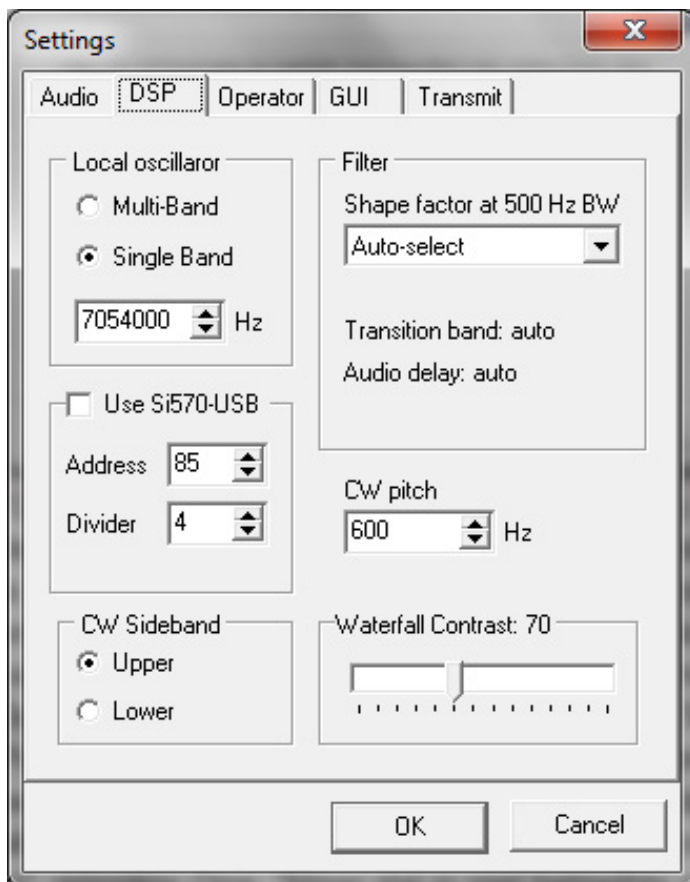 Settings
Audio DSP Operator GUI Transmit
Local oscillaror
Multi-Band
Single Band
7054000 Hz
Use Si570-USB
Address 85
Divider 4
CW Sideband
Upper
Lower
Filter
Shape factor at 500 Hz BW
Auto-select
Transition band: auto
Audio delay: auto
CW pitch
600 Hz
Waterfall Contrast: 70
OK Cancel